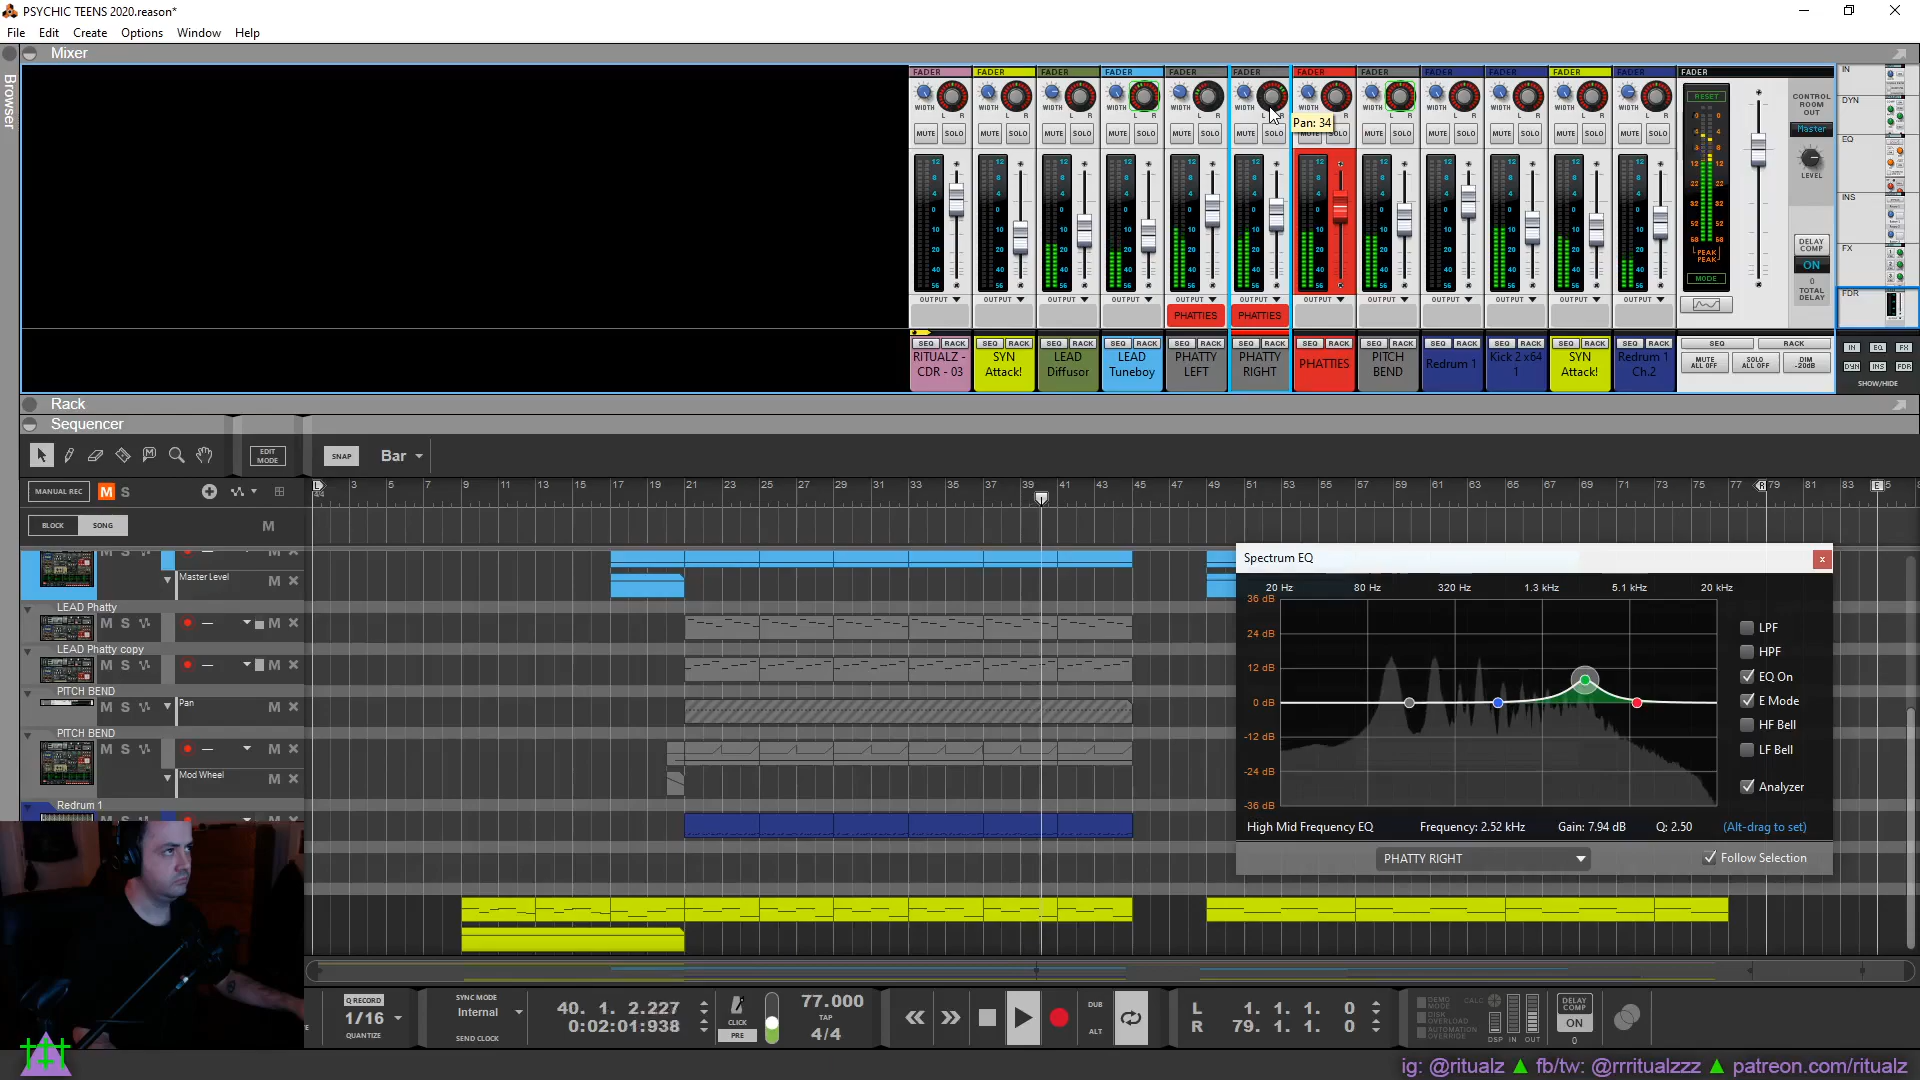 PSYCHIC TEENS 2020.reason*
File Edit Create Options Window Help
Mixer
Browser
FADER FADER FADER FADER FADER FADER FADER FADER FADER FADER FADER FADER FADER
WIDTH L R WIDTH L R WIDTH L R WIDTH L R WIDTH L R WIDTH L R WIDTH L R WIDTH L R WIDTH L R WIDTH L R WIDTH L R WIDTH L R
Pan: 34
MUTE SOLO MUTE SOLO MUTE SOLO MUTE SOLO MUTE SOLO MUTE SOLO MUTE SOLO MUTE SOLO MUTE SOLO MUTE SOLO MUTE SOLO MUTE SOLO
RESET
PEAK
PEAK
MODE
CONTROL
ROOM
OUT
Master
LEVEL
DELAY
COMP
ON
0
TOTAL
DELAY
IN
DYN
EQ
INS
FX
FDR
OUTPUT OUTPUT OUTPUT OUTPUT OUTPUT OUTPUT OUTPUT OUTPUT OUTPUT OUTPUT OUTPUT OUTPUT
PHATTIES PHATTIES
SEQ RACK SEQ RACK SEQ RACK SEQ RACK SEQ RACK SEQ RACK SEQ RACK SEQ RACK SEQ RACK SEQ RACK SEQ RACK SEQ RACK SEQ RACK
RITUALZ -
CDR - 03
SYN
Attack!
LEAD
Diffusor
LEAD
Tuneboy
PHATTY
LEFT
PHATTY
RIGHT
PHATTIES
PITCH
BEND
Redrum 1
Kick 2 x64
1
SYN
Attack!
Redrum 1
Ch.2
MUTE
ALL OFF
SOLO
ALL OFF
DIM
-20dB
IN EQ FX
DYN INS FDR
SHOW/HIDE
Rack
Sequencer
EDIT
MODE
SNAP
Bar
MANUAL REC M S
L 3 5 7 9 11 13 15 17 19 21 23 25 27 29 31 33 35 37 39 41 43 45 47 49 51 53 55 57 59 61 63 65 67 69 71 73 75 77 R 79 81 83 E 5
4/4
BLOCK SONG M
M S
Master Level M
LEAD Phatty
M S M
LEAD Phatty copy
M S M
PITCH BEND
M S Pan M
PITCH BEND
M S M
Mod Wheel M
Redrum 1
Spectrum EQ x
20 Hz 80 Hz 320 Hz 1.3 kHz 5.1 kHz 20 kHz
36 dB
24 dB
12 dB
0 dB
-12 dB
-24 dB
-36 dB
LPF
HPF
EQ On
E Mode
HF Bell
LF Bell
Analyzer
High Mid Frequency EQ Frequency: 2.52 kHz Gain: 7.94 dB Q: 2.50 (Alt-drag to set)
PHATTY RIGHT Follow Selection
Q RECORD
1/16
QUANTIZE
SYNC MODE
Internal
SEND CLOCK
40. 1. 2.227
0:02:01:938
CLICK
PRE
77.000
TAP
4/4
DUB
ALT
L 1. 1. 1. 0
R 79. 1. 1. 0
DEMO
MODE
DISK
OVERLOAD
AUTOMATION
OVERRIDE
CALC
DSP IN OUT
DELAY
COMP
ON
0
ig: @ritualz ▲ fb/tw: @rrritualzzz ▲ patreon.com/ritualz